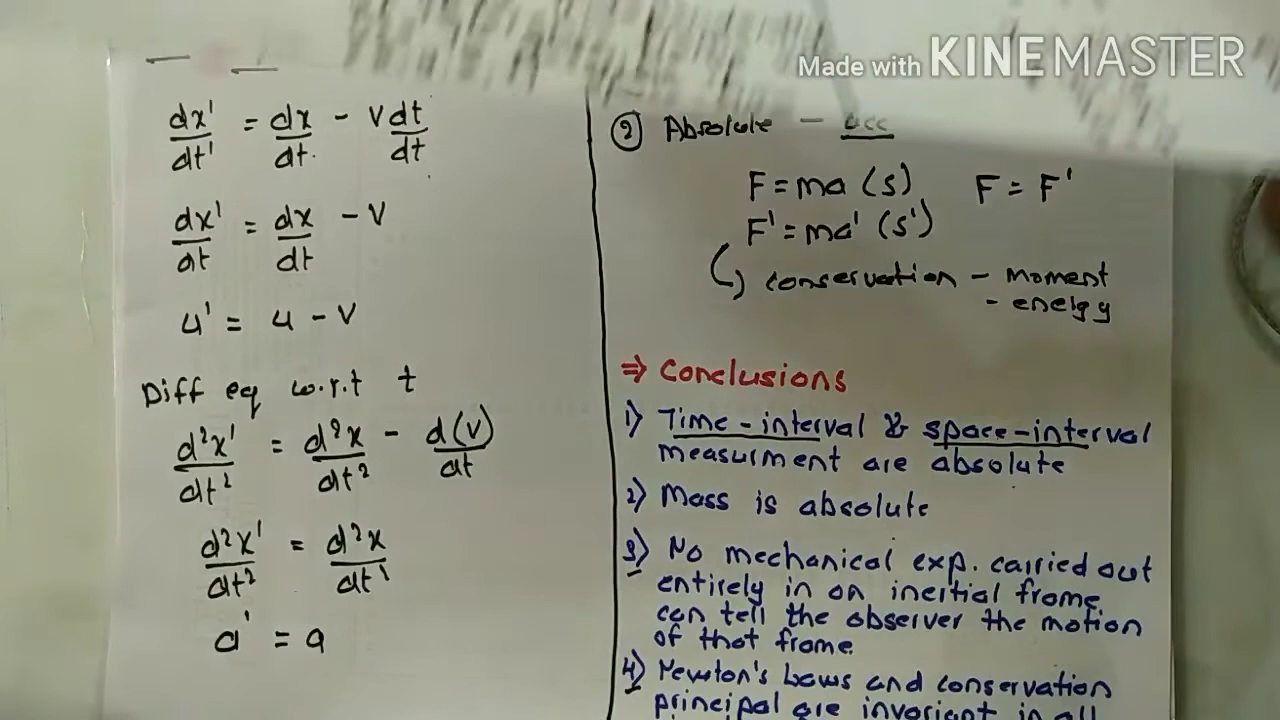 Made with KINEMASTER
dx'/dt' = dx/dt - v dt/dt
dx'/dt = dx/dt - v
u' = u - v
Diff eq w.r.t t
d²x'/dt² = d²x/dt² - d(v)/dt
d²x'/dt² = d²x/dt'
a' = a
② Absolute - acc
F = ma (S) F = F'
F' = ma' (S')
conservation - moment
- energy
⇒ Conclusions
1) Time-interval & space-interval
measurment are absolute
2) Mass is absolute
3) No mechanical exp. carried out
entirely in an inertial frame
can tell the observer the motion
of that frame.
4) Newton's Laws and conservation
principal are invariant in all